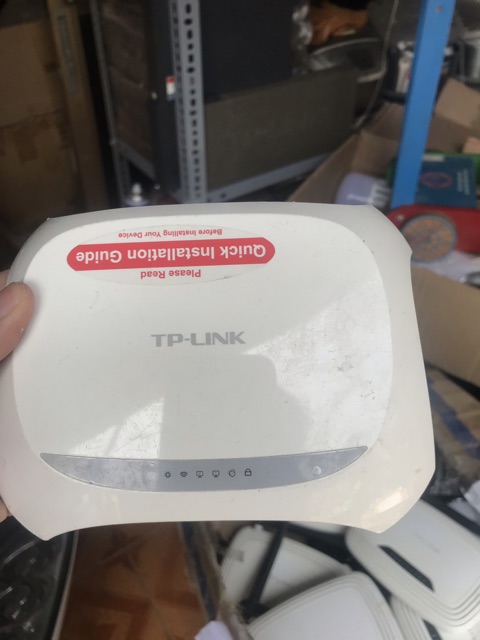 Please Read
Quick Installation Guide
Before Installing Your Device
TP-LINK